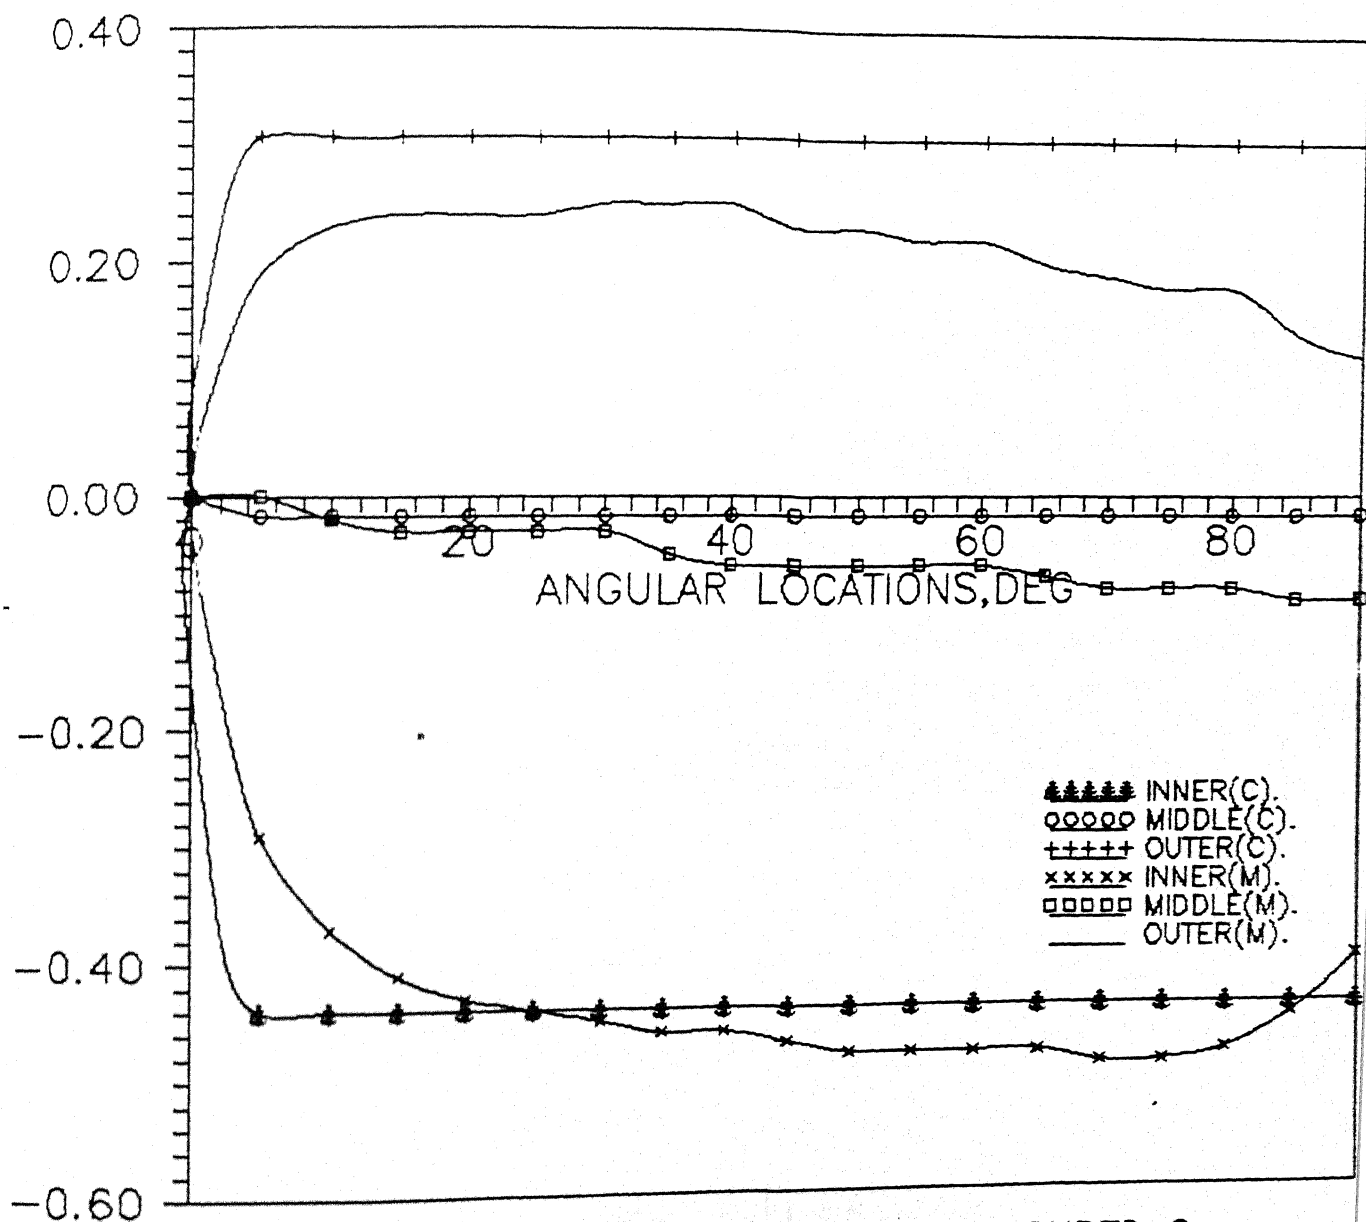 0.40
0.20
0.00
0 20 40 60 80
ANGULAR LOCATIONS,DEG
-0.20
INNER(C).
MIDDLE(C).
OUTER(C).
INNER(M).
MIDDLE(M).
OUTER(M).
-0.40
-0.60